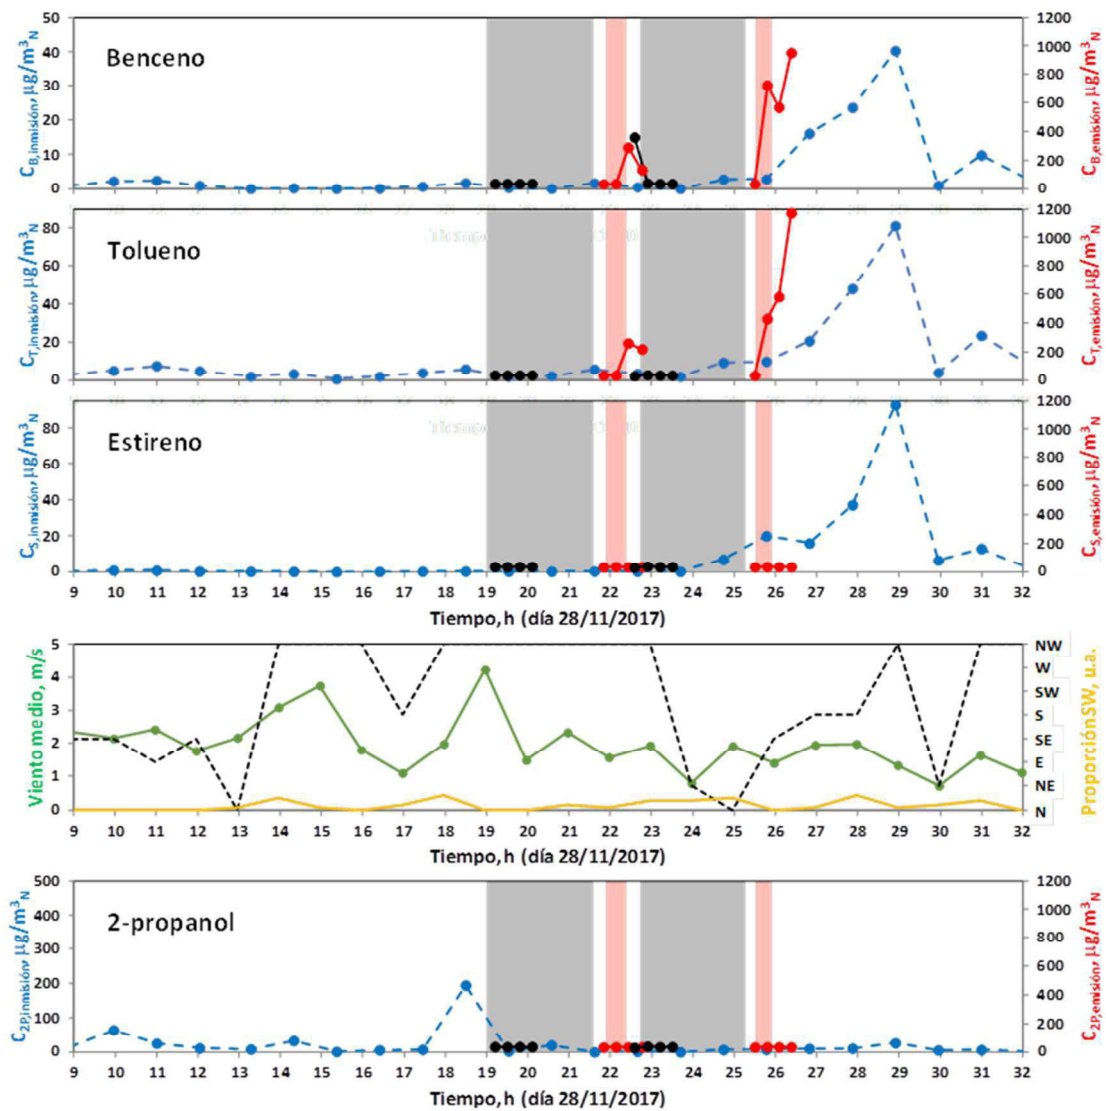 Benceno
C_B,inmisión, µg/m³_N
50
40
30
20
10
0
C_B,emisión, µg/m³_N
1200
1000
800
600
400
200
0
Tolueno
C_T,inmisión, µg/m³_N
80
60
40
20
0
C_T,emisión, µg/m³_N
1200
1000
800
600
400
200
0
Estireno
C_S,inmisión, µg/m³_N
80
60
40
20
0
C_S,emisión, µg/m³_N
1200
1000
800
600
400
200
0
9 10 11 12 13 14 15 16 17 18 19 20 21 22 23 24 25 26 27 28 29 30 31 32
Tiempo, h (día 28/11/2017)
Viento medio, m/s
5
4
3
2
1
0
NW
W
SW
S
SE
E
NE
N
Proporción SW, u.a.
9 10 11 12 13 14 15 16 17 18 19 20 21 22 23 24 25 26 27 28 29 30 31 32
Tiempo, h (día 28/11/2017)
2-propanol
C_2P,inmisión, µg/m³_N
500
400
300
200
100
0
C_2P,emisión, µg/m³_N
1200
1000
800
600
400
200
0
9 10 11 12 13 14 15 16 17 18 19 20 21 22 23 24 25 26 27 28 29 30 31 32
Tiempo, h (día 28/11/2017)